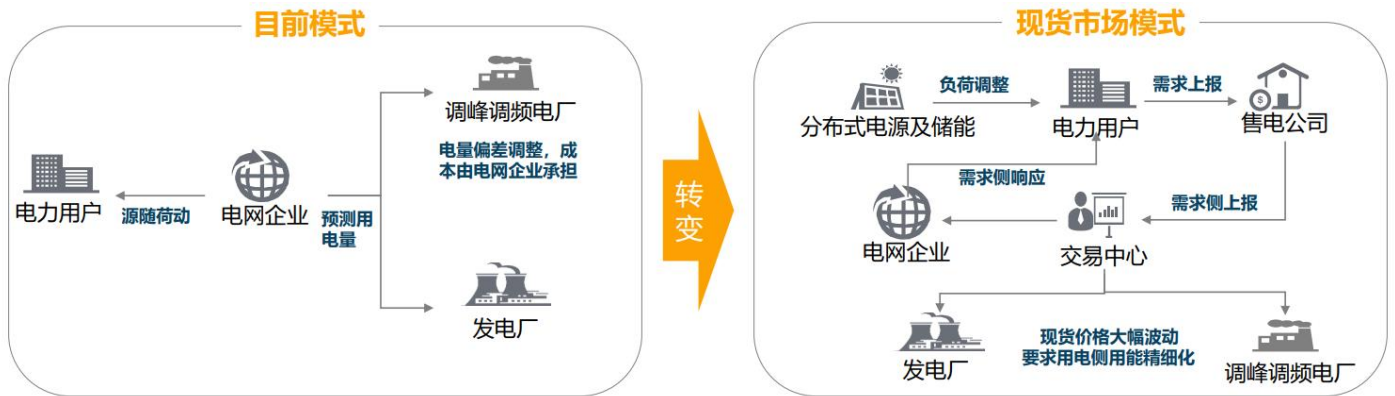 目前模式
调峰调频电厂
电量偏差调整，成
本由电网企业承担
电力用户
源随荷动
电网企业
预测用
电量
发电厂
转
变
现货市场模式
分布式电源及储能
负荷调整
电力用户
需求上报
$
售电公司
需求侧响应
电网企业
需求侧上报
交易中心
发电厂
现货价格大幅波动
要求用电侧用能精细化
调峰调频电厂